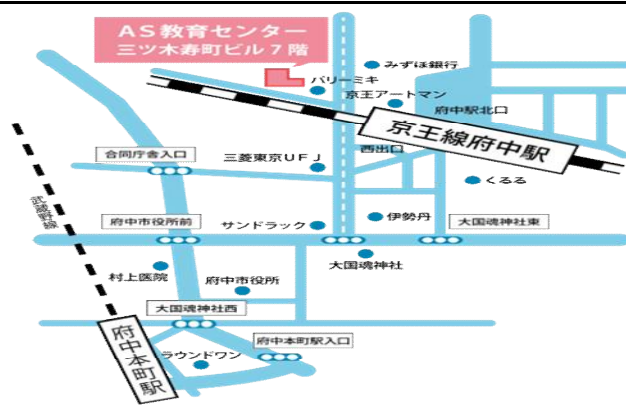 AS教育センター
三ツ木寿町ビル7階
みずほ銀行
パリーミキ
京王アートマン
府中駅北口
京王線府中駅
合同庁舎入口
三菱東京UFJ
西出口
くるる
武蔵野線
府中市役所前
サンドラック
伊勢丹
大国魂神社東
村上医院
府中市役所
大国魂神社
大国魂神社西
府中本町駅入口
府中本町駅
ラウンドワン